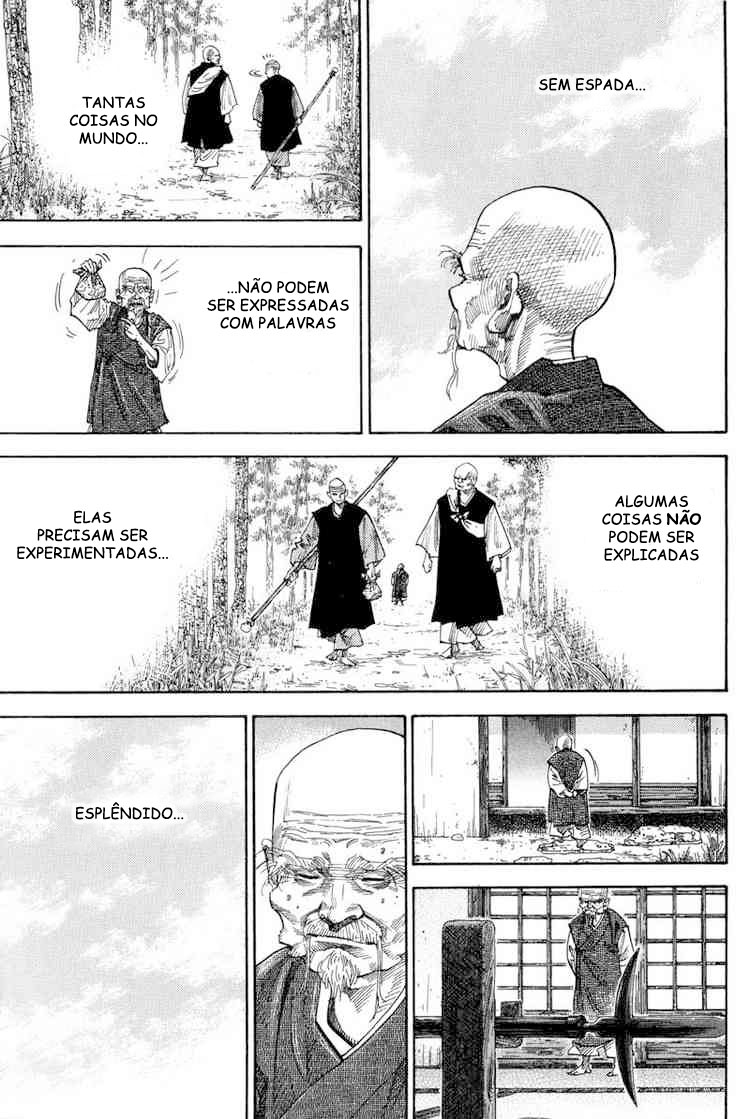 SEM ESPADA...
TANTAS
COISAS NO
MUNDO...
...NÃO PODEM
SER EXPRESSADAS
COM PALAVRAS
ALGUMAS
COISAS NÃO
PODEM SER
EXPLICADAS
ELAS
PRECISAM SER
EXPERIMENTADAS...
ESPLÊNDIDO...